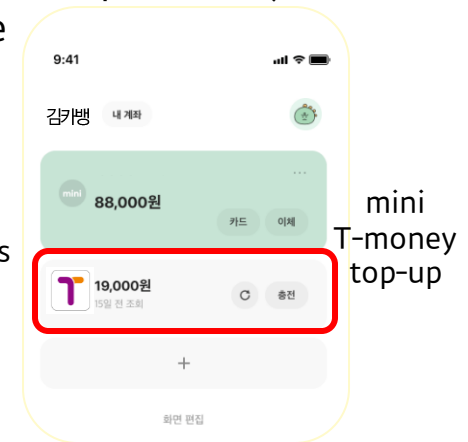 e
9:41
김카뱅 내 계좌
mini
88,000원
카드 이체
s
19,000원
15일 전 조회
충전
mini
T-money
top-up
+
화면 편집